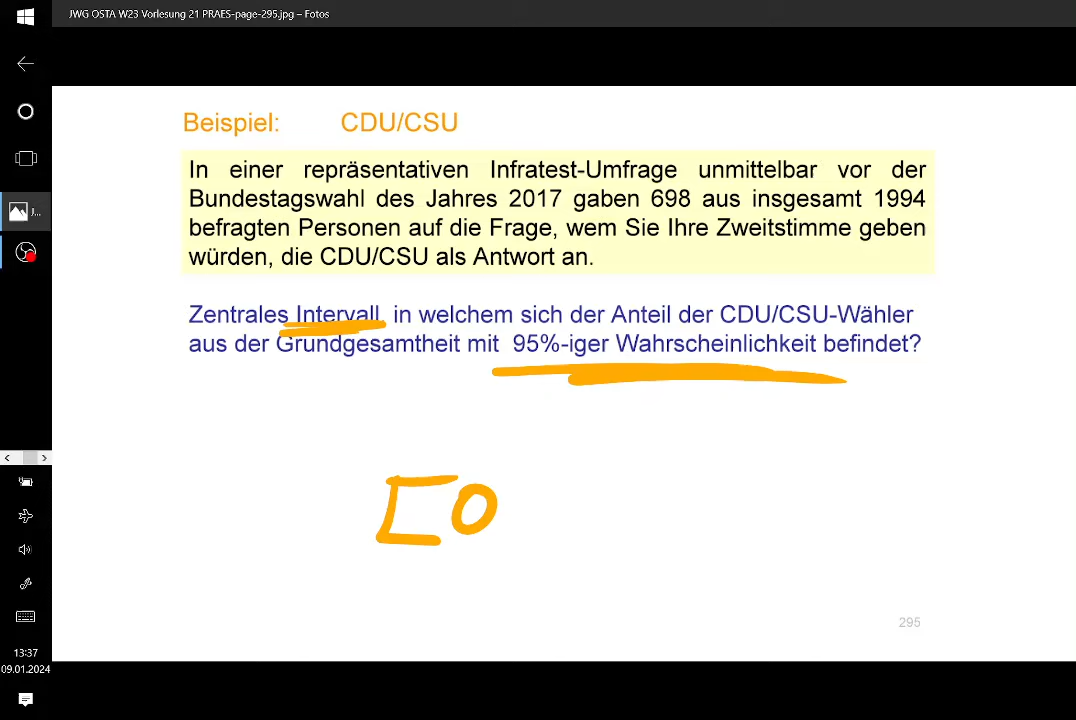 JWG OSTA W23 Vorlesung 21 PRAES-page-295.jpg – Fotos
Beispiel: CDU/CSU
In einer repräsentativen Infratest-Umfrage unmittelbar vor der
Bundestagswahl des Jahres 2017 gaben 698 aus insgesamt 1994
befragten Personen auf die Frage, wem Sie Ihre Zweitstimme geben
würden, die CDU/CSU als Antwort an.
Zentrales Intervall in welchem sich der Anteil der CDU/CSU-Wähler
aus der Grundgesamtheit mit 95%-iger Wahrscheinlichkeit befindet?
[0
295
J...
13:37
09.01.2024